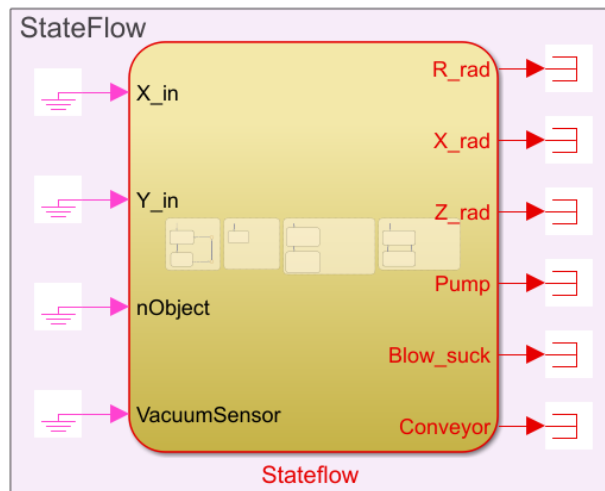 StateFlow
X_in
Y_in
nObject
VacuumSensor
R_rad
X_rad
Z_rad
Pump
Blow_suck
Conveyor
Stateflow